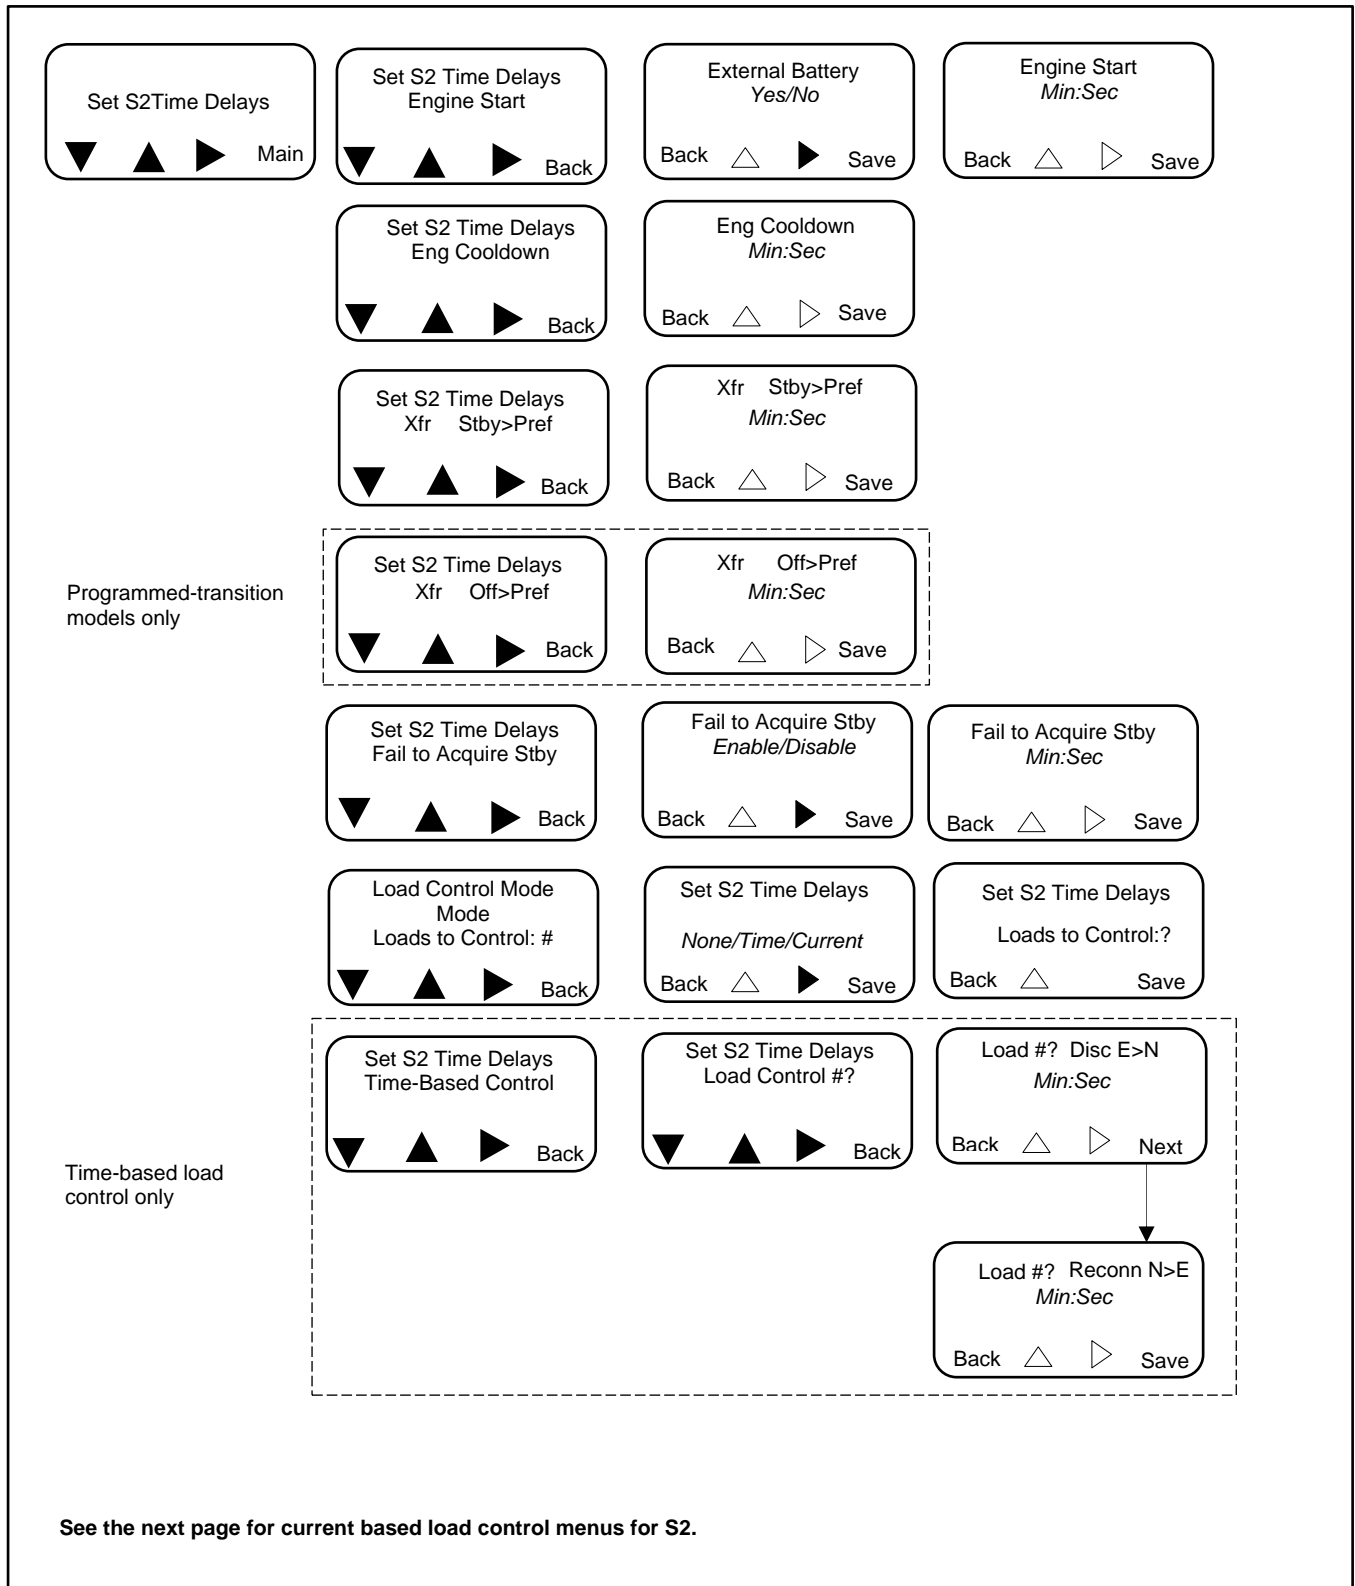 Set S2Time Delays
Main
Set S2 Time Delays
Engine Start
Back
External Battery
Yes/No
Back Save
Engine Start
Min:Sec
Back Save
Set S2 Time Delays
Eng Cooldown
Back
Eng Cooldown
Min:Sec
Back Save
Set S2 Time Delays
Xfr Stby>Pref
Back
Xfr Stby>Pref
Min:Sec
Back Save
Programmed-transition
models only
Set S2 Time Delays
Xfr Off>Pref
Back
Xfr Off>Pref
Min:Sec
Back Save
Set S2 Time Delays
Fail to Acquire Stby
Back
Fail to Acquire Stby
Enable/Disable
Back Save
Fail to Acquire Stby
Min:Sec
Back Save
Load Control Mode
Mode
Loads to Control: #
Back
Set S2 Time Delays
None/Time/Current
Back Save
Set S2 Time Delays
Loads to Control:?
Back Save
Time-based load
control only
Set S2 Time Delays
Time-Based Control
Back
Set S2 Time Delays
Load Control #?
Back
Load #? Disc E>N
Min:Sec
Back Next
Load #? Reconn N>E
Min:Sec
Back Save
See the next page for current based load control menus for S2.